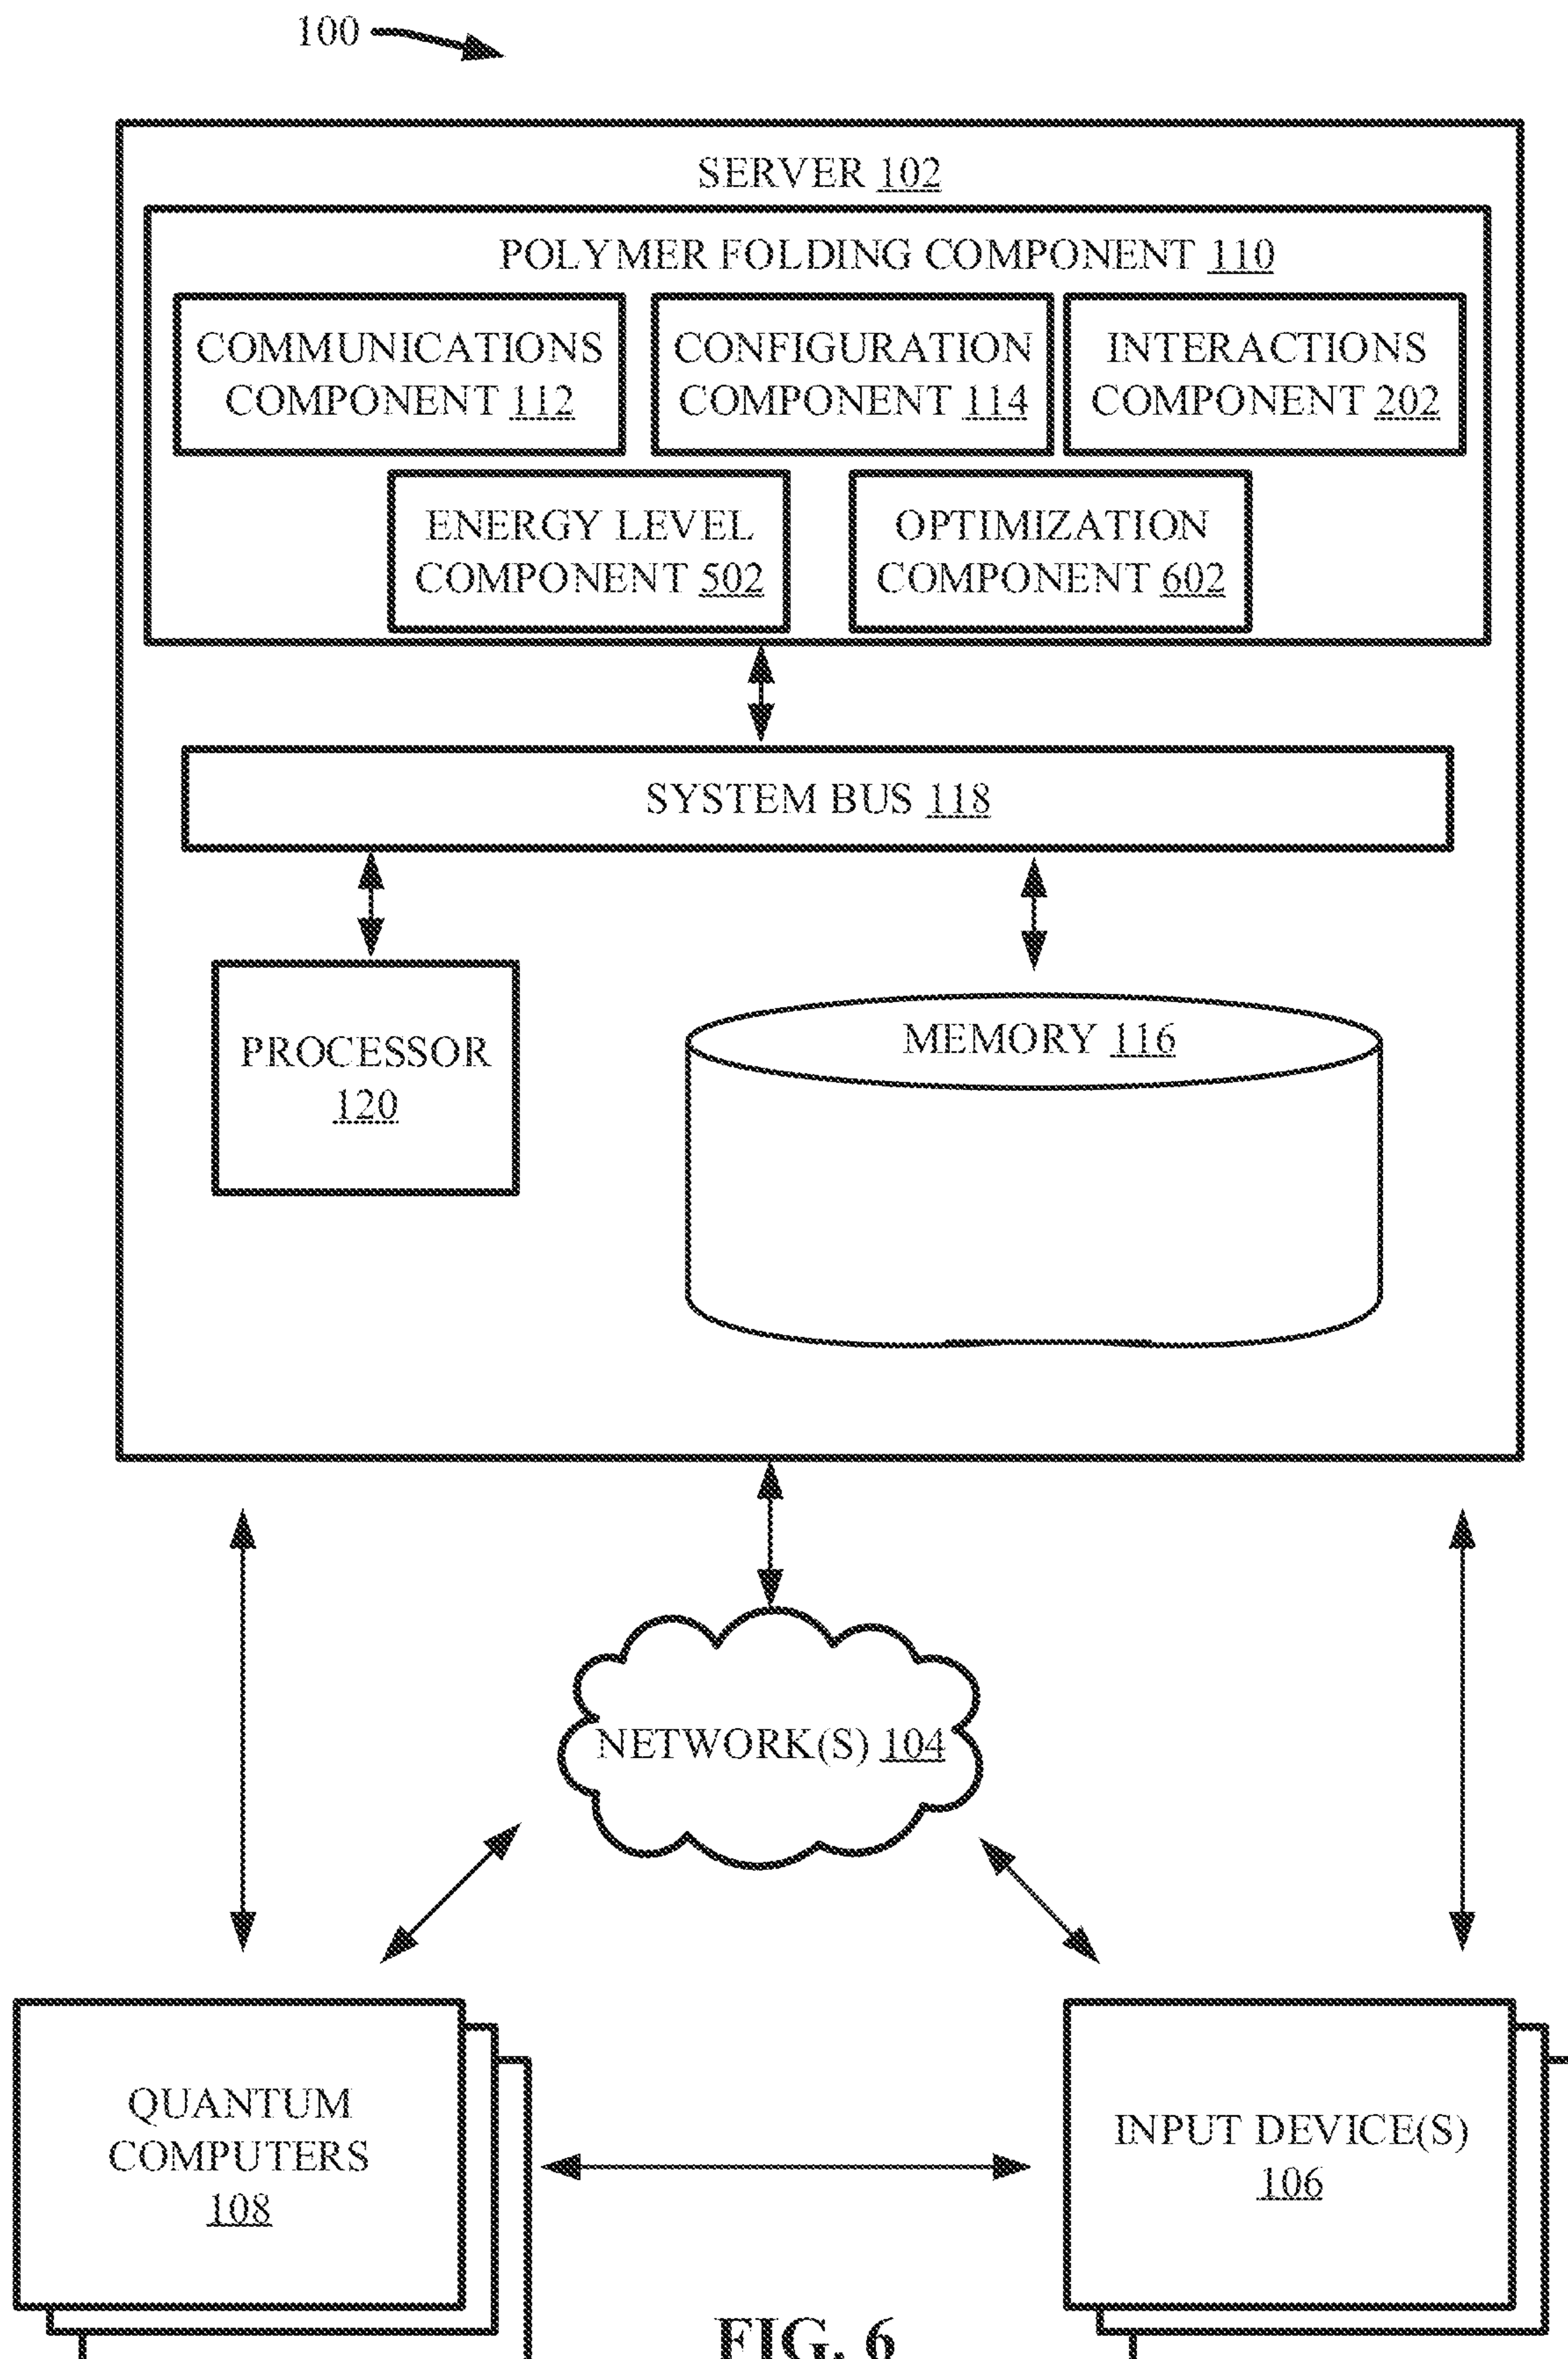 100
SERVER 102
POLYMER FOLDING COMPONENT 110
COMMUNICATIONS
COMPONENT 112
CONFIGURATION
COMPONENT 114
INTERACTIONS
COMPONENT 202
ENERGY LEVEL
COMPONENT 502
OPTIMIZATION
COMPONENT 602
SYSTEM BUS 118
PROCESSOR
120
MEMORY 116
NETWORK(S) 104
QUANTUM
COMPUTERS
108
INPUT DEVICE(S)
106
FIG. 6